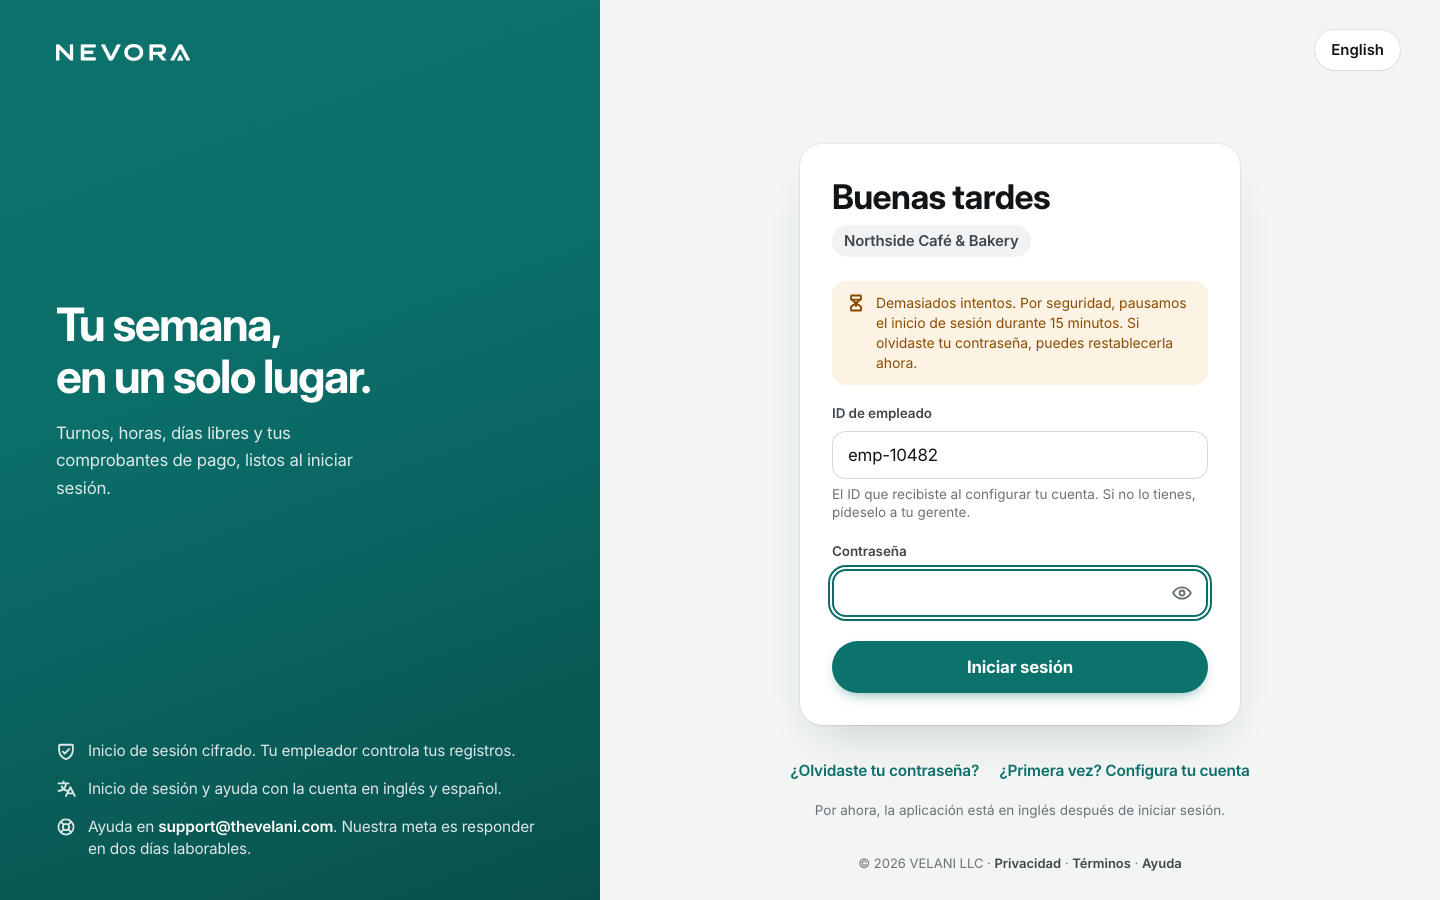 NEVORA
Tu semana,
en un solo lugar.
Turnos, horas, días libres y tus
comprobantes de pago, listos al iniciar
sesión.
Inicio de sesión cifrado. Tu empleador controla tus registros.
Inicio de sesión y ayuda con la cuenta en inglés y español.
Ayuda en support@thevelani.com. Nuestra meta es responder
en dos días laborables.
English
Buenas tardes
Northside Café & Bakery
Demasiados intentos. Por seguridad, pausamos
el inicio de sesión durante 15 minutos. Si
olvidaste tu contraseña, puedes restablecerla
ahora.
ID de empleado
emp-10482
El ID que recibiste al configurar tu cuenta. Si no lo tienes,
pídeselo a tu gerente.
Contraseña
Iniciar sesión
¿Olvidaste tu contraseña? ¿Primera vez? Configura tu cuenta
Por ahora, la aplicación está en inglés después de iniciar sesión.
© 2026 VELANI LLC · Privacidad · Términos · Ayuda